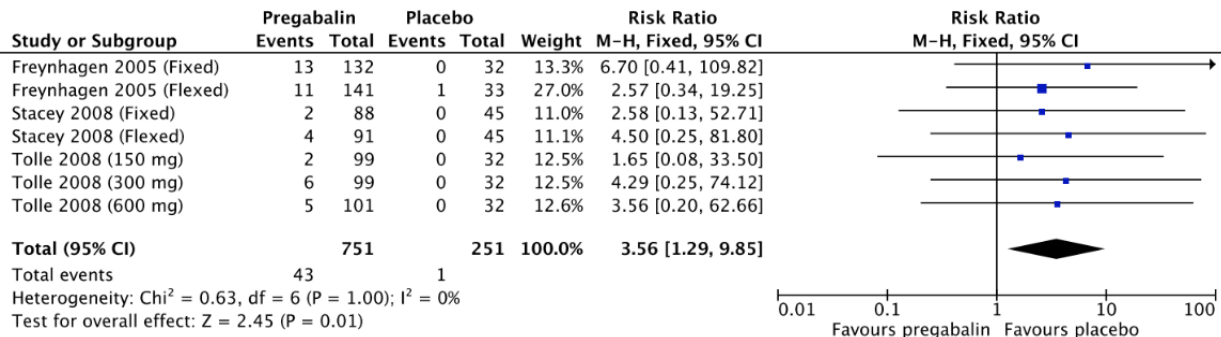 Pregabalin Placebo Risk Ratio Risk Ratio
Study or Subgroup Events Total Events Total Weight M-H, Fixed, 95% CI M-H, Fixed, 95% CI
Freynhagen 2005 (Fixed) 13 132 0 32 13.3% 6.70 [0.41, 109.82]
Freynhagen 2005 (Flexed) 11 141 1 33 27.0% 2.57 [0.34, 19.25]
Stacey 2008 (Fixed) 2 88 0 45 11.0% 2.58 [0.13, 52.71]
Stacey 2008 (Flexed) 4 91 0 45 11.1% 4.50 [0.25, 81.80]
Tolle 2008 (150 mg) 2 99 0 32 12.5% 1.65 [0.08, 33.50]
Tolle 2008 (300 mg) 6 99 0 32 12.5% 4.29 [0.25, 74.12]
Tolle 2008 (600 mg) 5 101 0 32 12.6% 3.56 [0.20, 62.66]
Total (95% CI) 751 251 100.0% 3.56 [1.29, 9.85]
Total events 43 1
Heterogeneity: Chi² = 0.63, df = 6 (P = 1.00); I² = 0%
Test for overall effect: Z = 2.45 (P = 0.01)
0.01 0.1 1 10 100
Favours pregabalin Favours placebo